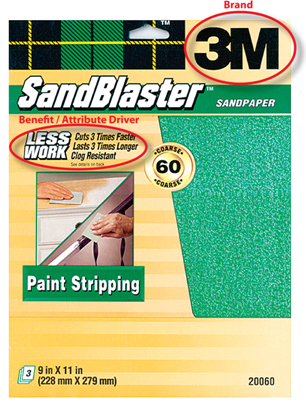 Brand
3M
SandBlaster™
SANDPAPER
Benefit / Attribute Driver
LESS WORK
Cuts 3 Times Faster
Lasts 3 Times Longer
Clog Resistant
See details on back
COARSE
60
COARSE
Paint Stripping
3
9 in X 11 in
(228 mm X 279 mm)
20060